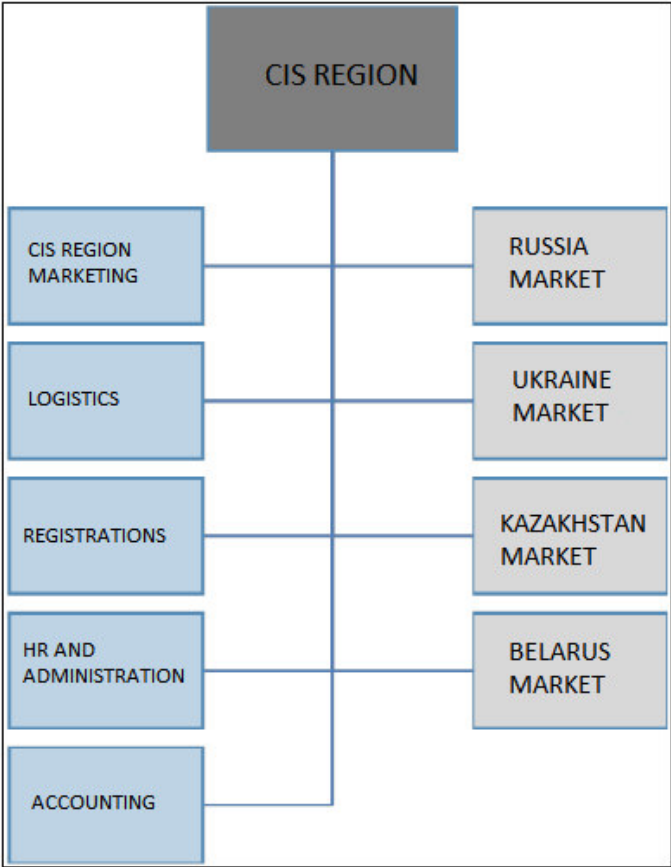 CIS REGION
CIS REGION
MARKETING
RUSSIA
MARKET
LOGISTICS
UKRAINE
MARKET
REGISTRATIONS
KAZAKHSTAN
MARKET
HR AND
ADMINISTRATION
BELARUS
MARKET
ACCOUNTING